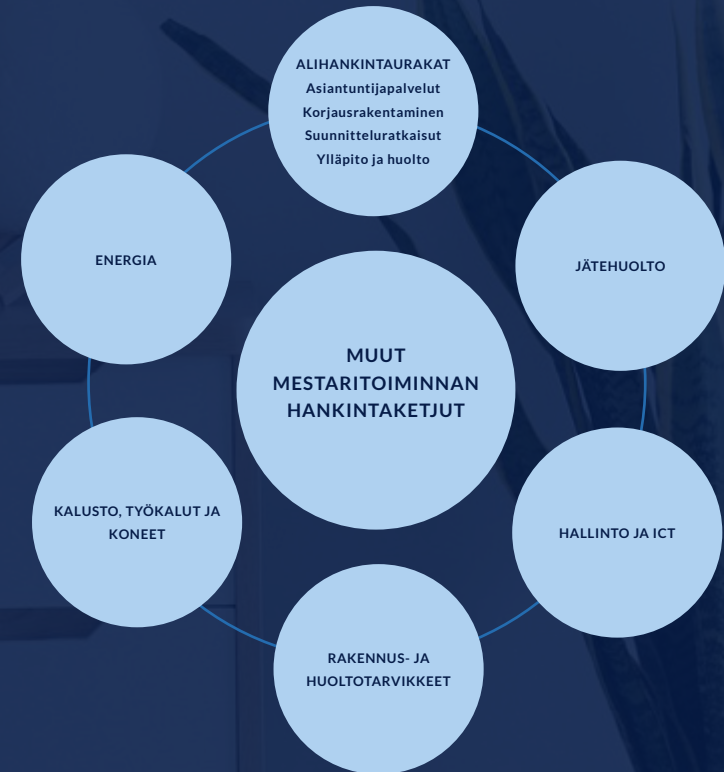 ALIHANKINTAURAKAT
Asiantuntijapalvelut
Korjausrakentaminen
Suunnitteluratkaisut
Ylläpito ja huolto
ENERGIA
JÄTEHUOLTO
MUUT
MESTARITOIMINNAN
HANKINTAKETJUT
KALUSTO, TYÖKALUT JA
KONEET
HALLINTO JA ICT
RAKENNUS- JA
HUOLTOTARVIKKEET